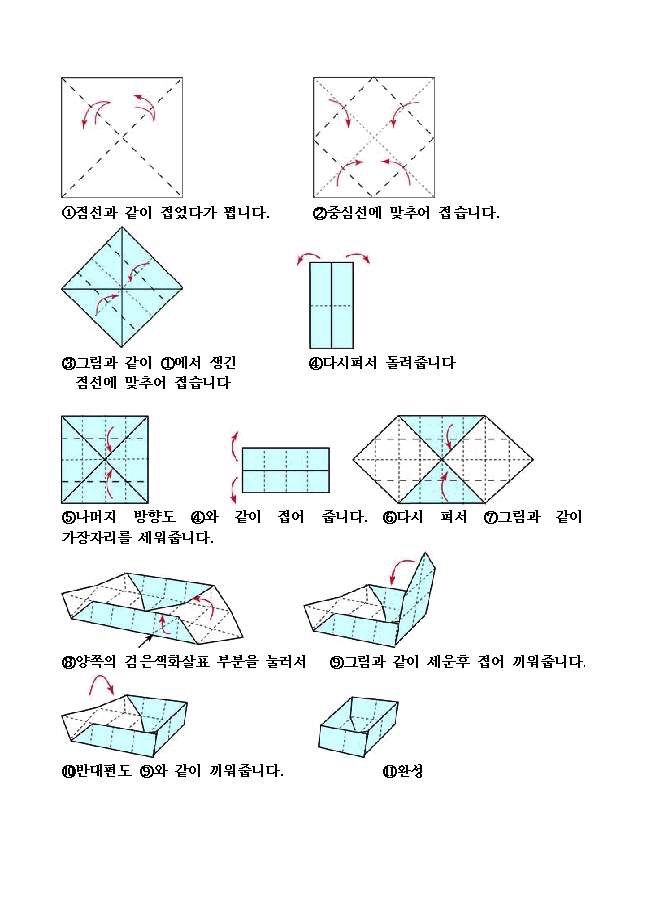 ①점선과 같이 접었다가 폅니다.
②중심선에 맞추어 접습니다.
③그림과 같이 ①에서 생긴
점선에 맞추어 접습니다
④다시펴서 돌려줍니다
⑤나머지 방향도 ④와 같이 접어 줍니다. ⑥다시 펴서 ⑦그림과 같이
가장자리를 세워줍니다.
⑧양쪽의 검은색화살표 부분을 눌러서
⑨그림과 같이 세운후 접어 끼워줍니다.
⑩반대편도 ⑨와 같이 끼워줍니다.
⑪완성